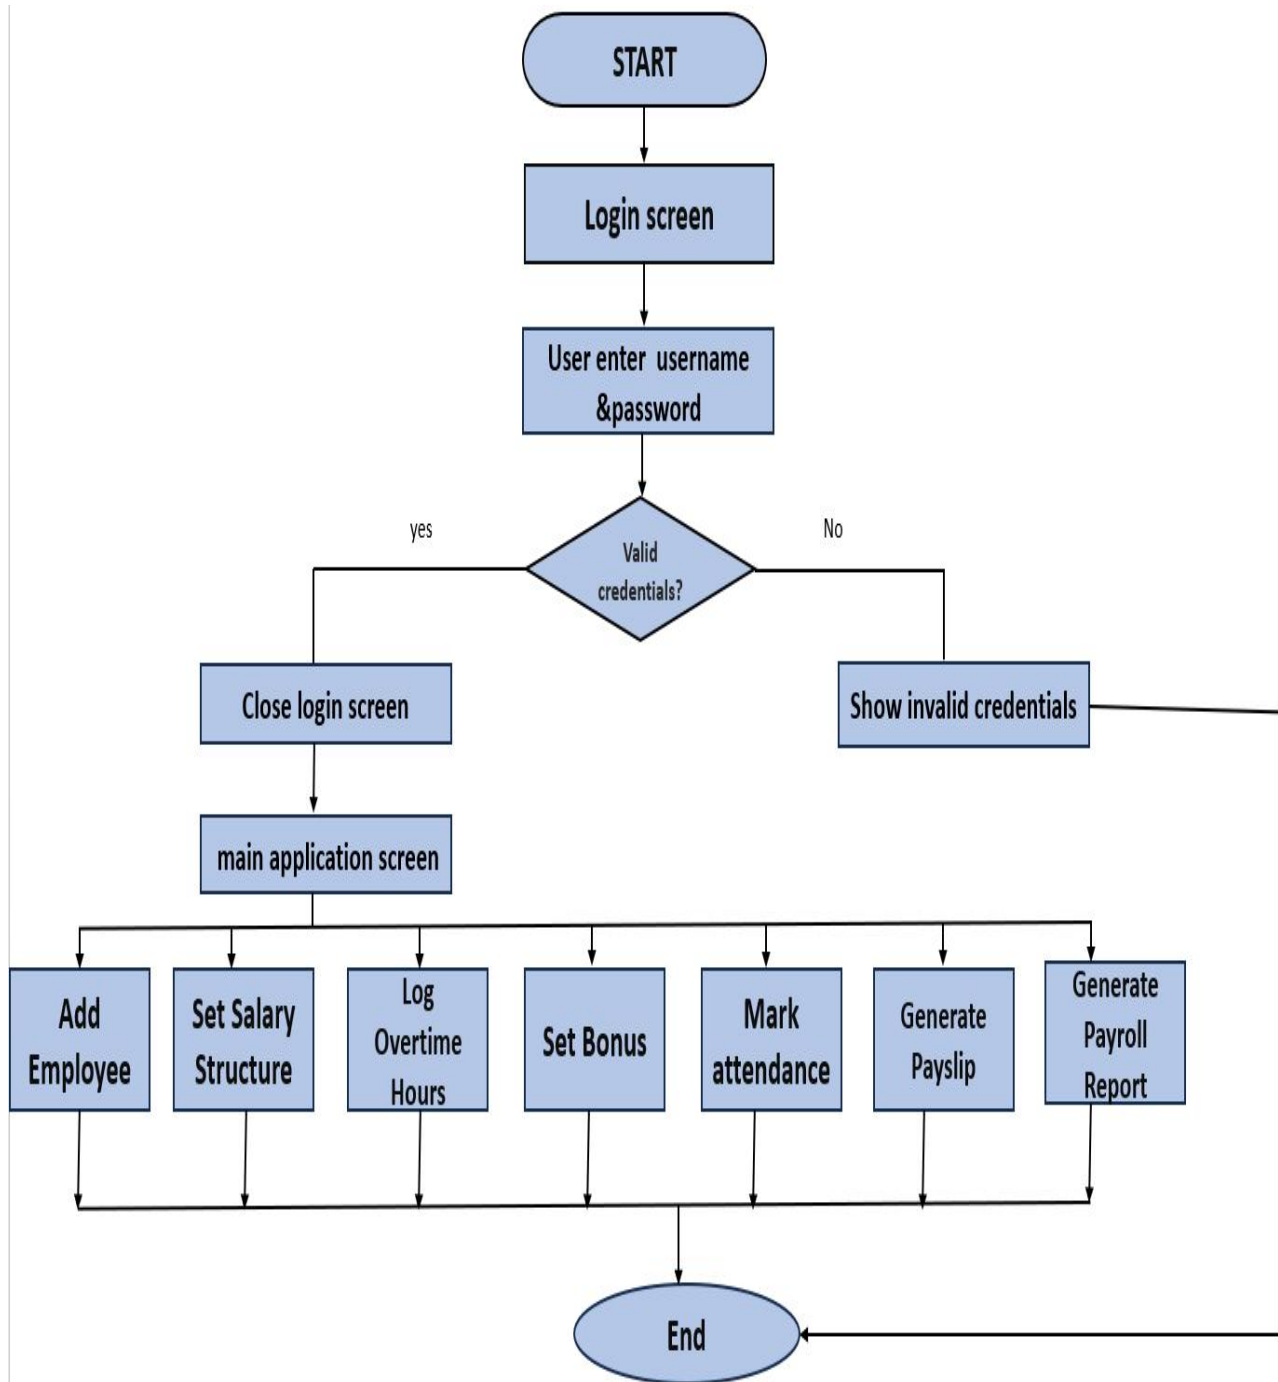 START
Login screen
User enter username
&password
yes
No
Valid
credentials?
Close login screen
Show invalid credentials
main application screen
Add
Employee
Set Salary
Structure
Log
Overtime
Hours
Set Bonus
Mark
attendance
Generate
Payslip
Generate
Payroll
Report
End